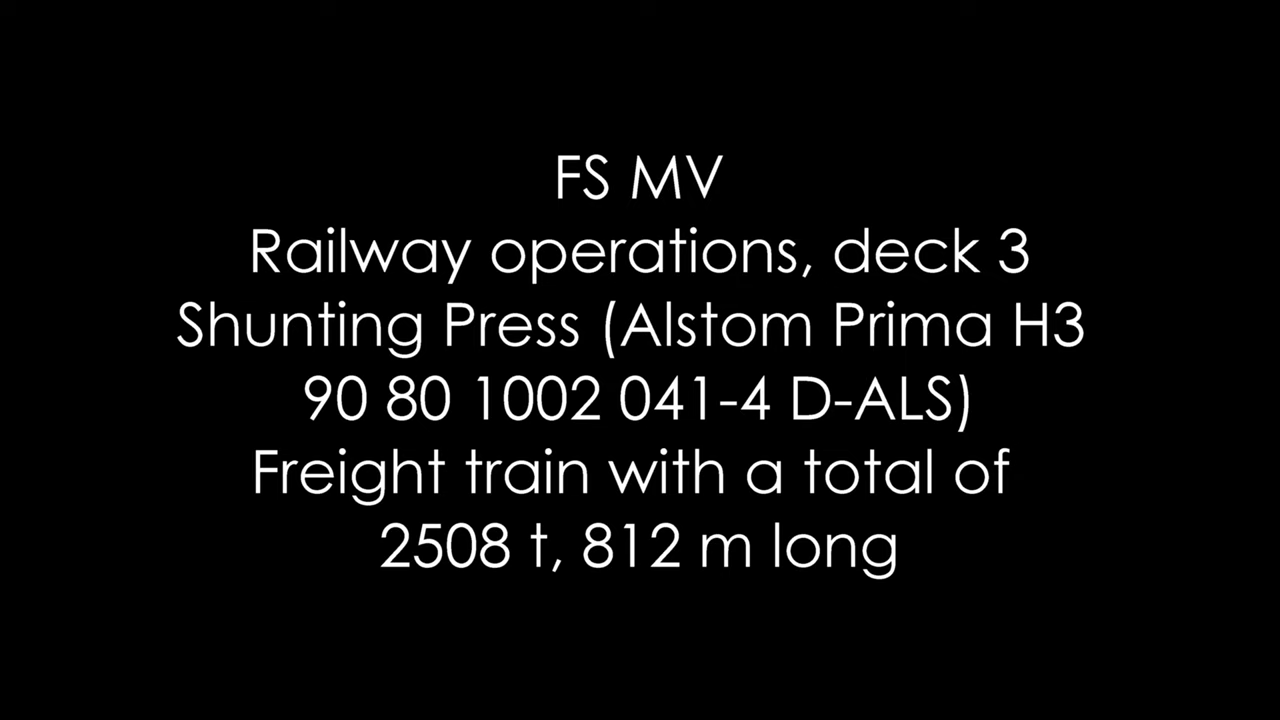 FS MV
Railway operations, deck 3
Shunting Press (Alstom Prima H3
90 80 1002 041-4 D-ALS)
Freight train with a total of
2508 t, 812 m long